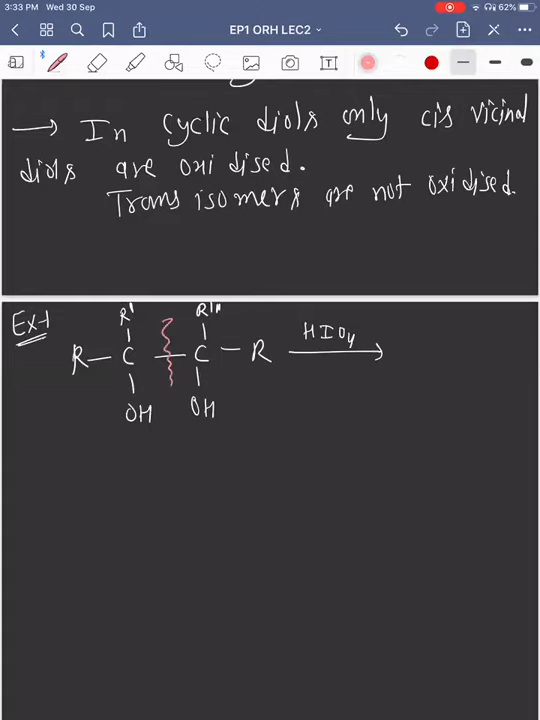 3:33 PM Wed 30 Sep 62%
EP1 ORH LEC2
T
→ In cyclic diols only cis vicinal
diols are oxidised.
Trans isomers are not oxidised.
Ex-1
R' R'''
R — C — C — R HIO4
OH OH